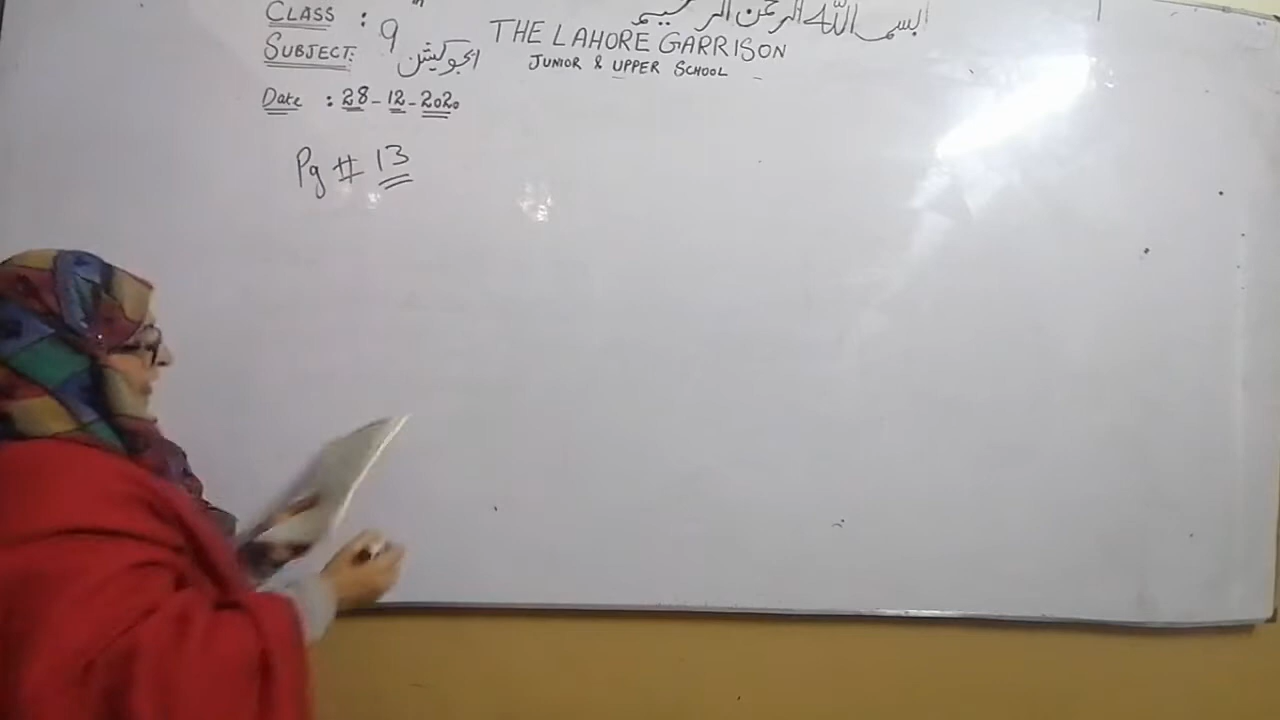 بسم اللہ الرحمن الرحیم
CLASS : 9th
THE LAHORE GARRISON
SUBJECT: ایجوکیشن
JUNIOR & UPPER SCHOOL
Date : 28-12-2020
Pg # 13